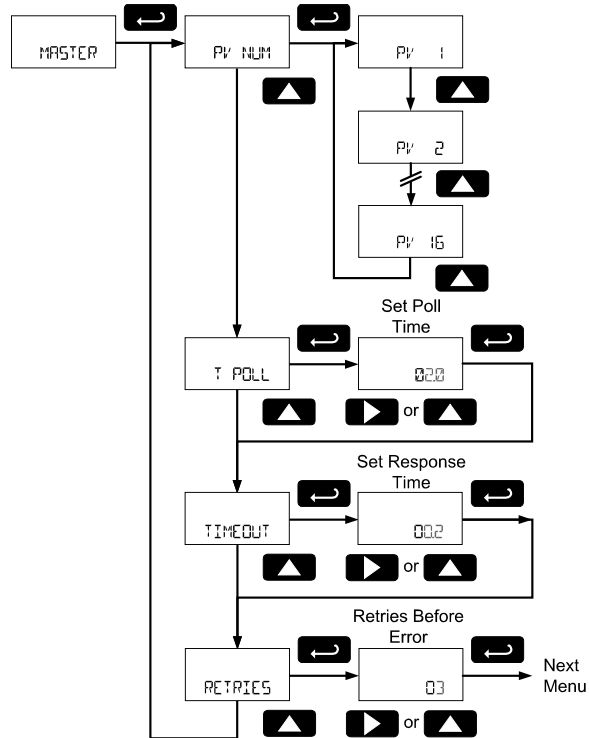 MASTER
PV NUM
PV 1
PV 2
PV 16
Set Poll
Time
T POLL
02.0
or
Set Response
Time
TIMEOUT
00.2
or
Retries Before
Error
RETRIES
03
Next
Menu
or